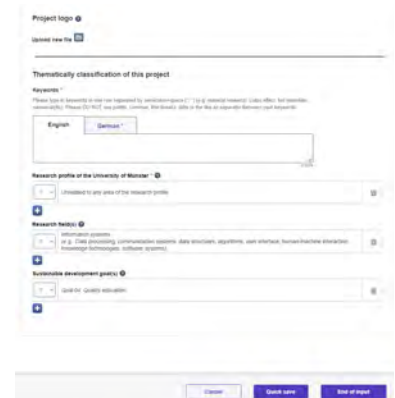 Project logo
Upload new file
Thematically classification of this project
Keywords *
English
German *
Research profile of the University of Münster *
Unrelated to any area of the research profile
Research field(s)
Information systems
(e.g. Data processing, communication systems, data structures, algorithms, user interface, human-machine interaction,
knowledge technologies, software systems)
Sustainable development goal(s)
Goal for: Quality education
Cancel
Quick save
End of input